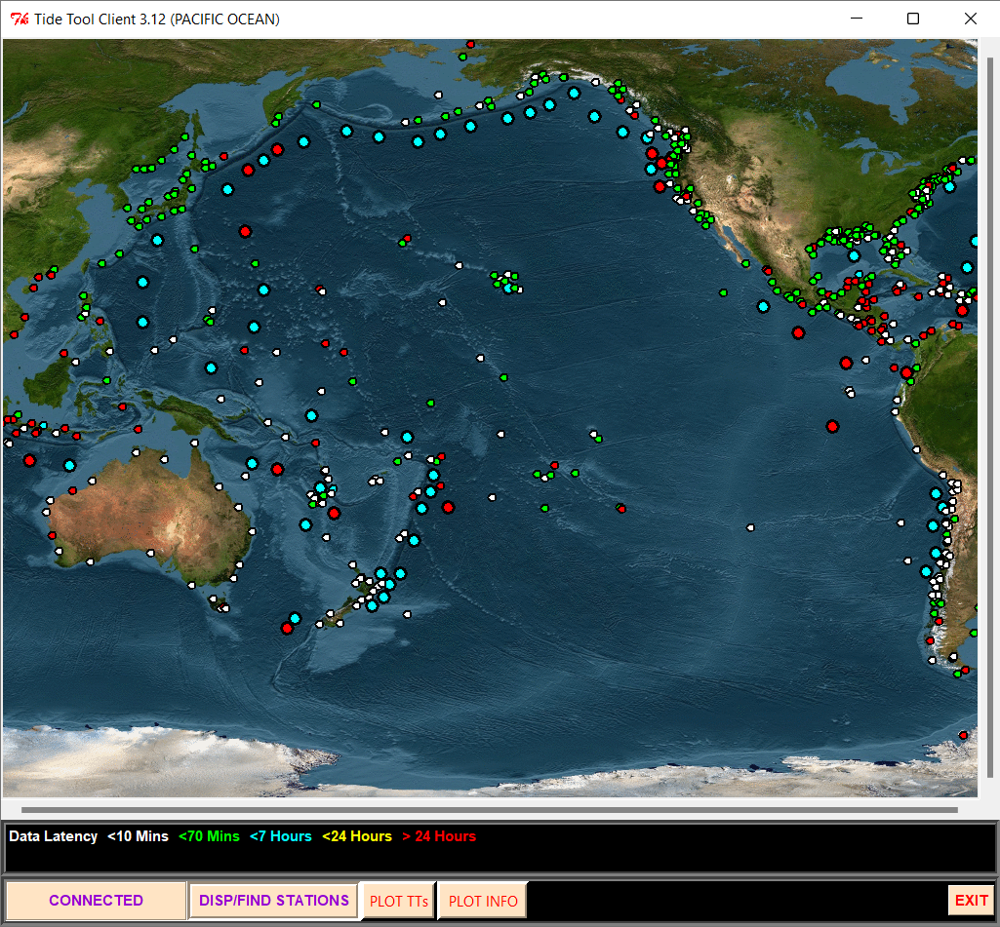 Tide Tool Client 3.12 (PACIFIC OCEAN)
Data Latency <10 Mins <70 Mins <7 Hours <24 Hours > 24 Hours
CONNECTED DISP/FIND STATIONS PLOT TTs PLOT INFO EXIT